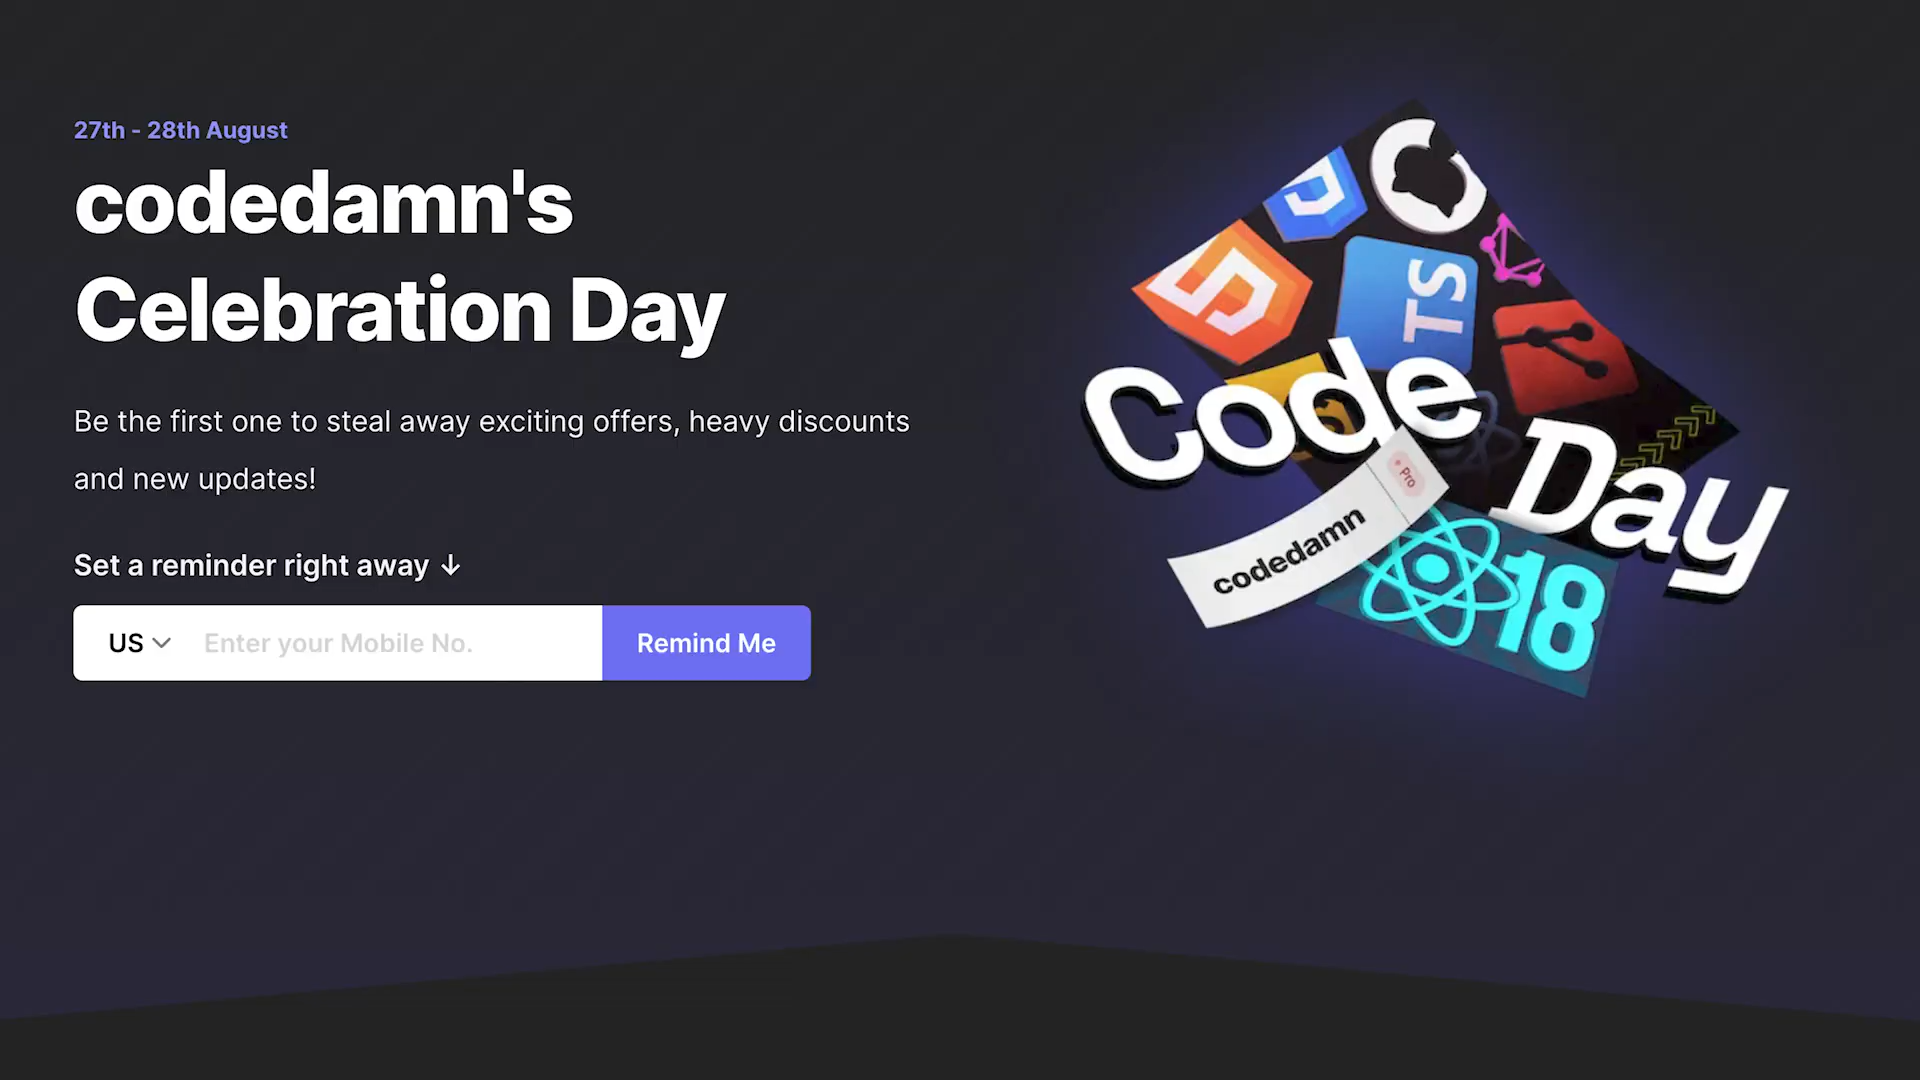 27th - 28th August
codedamn's
Celebration Day
Be the first one to steal away exciting offers, heavy discounts
and new updates!
Set a reminder right away ↓
US
Enter your Mobile No.
Remind Me
TS
Code
Day
+ Pro
codedamn
18